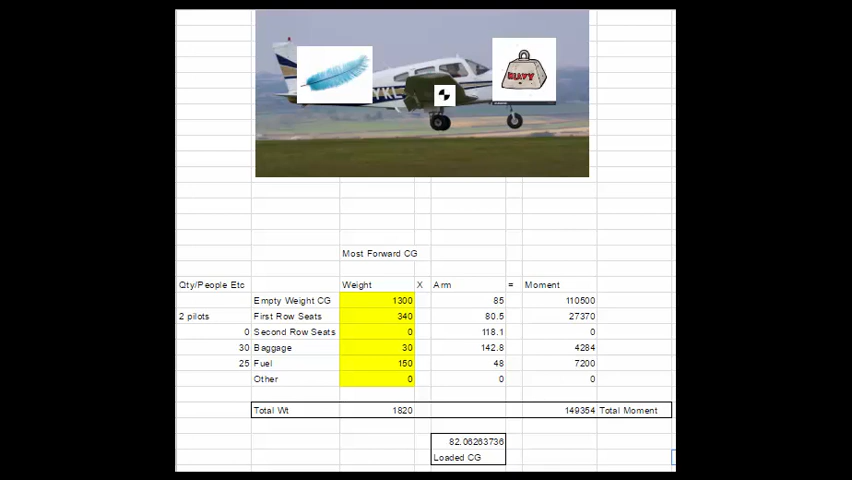 YKL
HEAVY
Most Forward CG
Qty/People Etc Weight X Arm = Moment
Empty Weight CG 1300 85 110500
2 pilots First Row Seats 340 80.5 27370
0 Second Row Seats 0 118.1 0
30 Baggage 30 142.8 4284
25 Fuel 150 48 7200
Other 0 0 0
Total Wt 1820 149354 Total Moment
82.06263736
Loaded CG